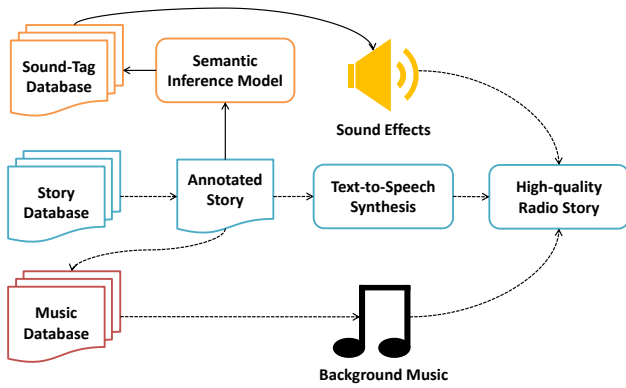 Sound-Tag
Database
Semantic
Inference Model
Sound Effects
Story
Database
Annotated
Story
Text-to-Speech
Synthesis
High-quality
Radio Story
Music
Database
Background Music